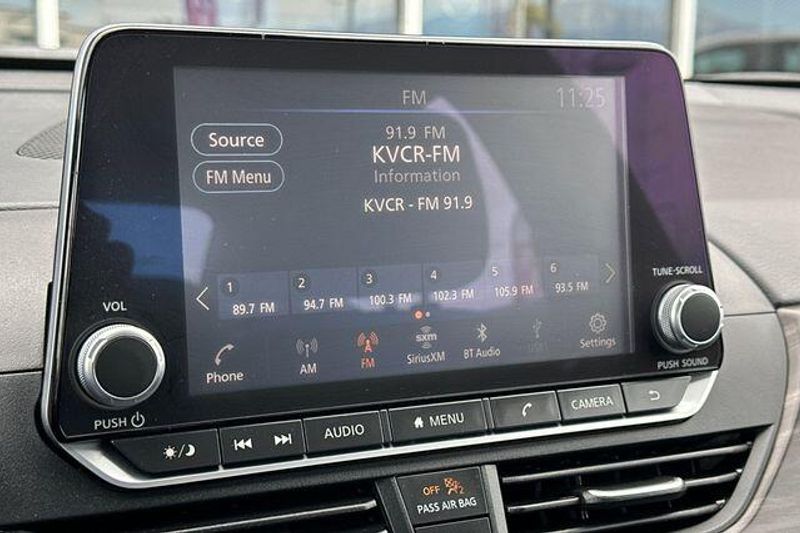 FM
11:25
Source
FM Menu
91.9 FM
KVCR-FM
Information
KVCR - FM 91.9
1 89.7 FM
2 94.7 FM
3 100.3 FM
4 102.3 FM
5 105.9 FM
6 93.5 FM
Phone
AM
FM
sxm
SiriusXM
BT Audio
Settings
VOL
PUSH
TUNE-SCROLL
PUSH SOUND
AUDIO
MENU
CAMERA
OFF 2
PASS AIR BAG